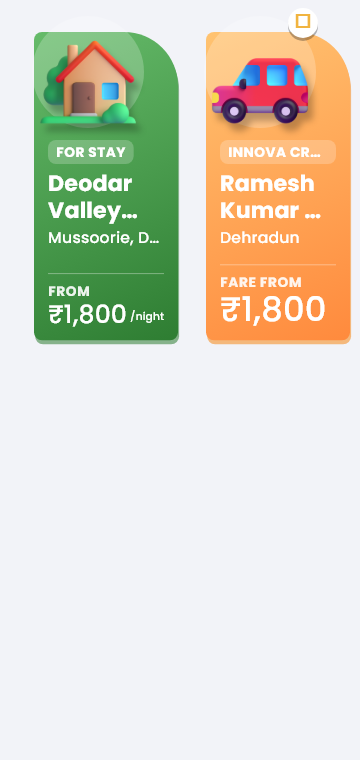 FOR STAY
Deodar
Valley...
Mussoorie, D...
FROM
₹1,800 /night
INNOVA CR...
Ramesh
Kumar ...
Dehradun
FARE FROM
₹1,800